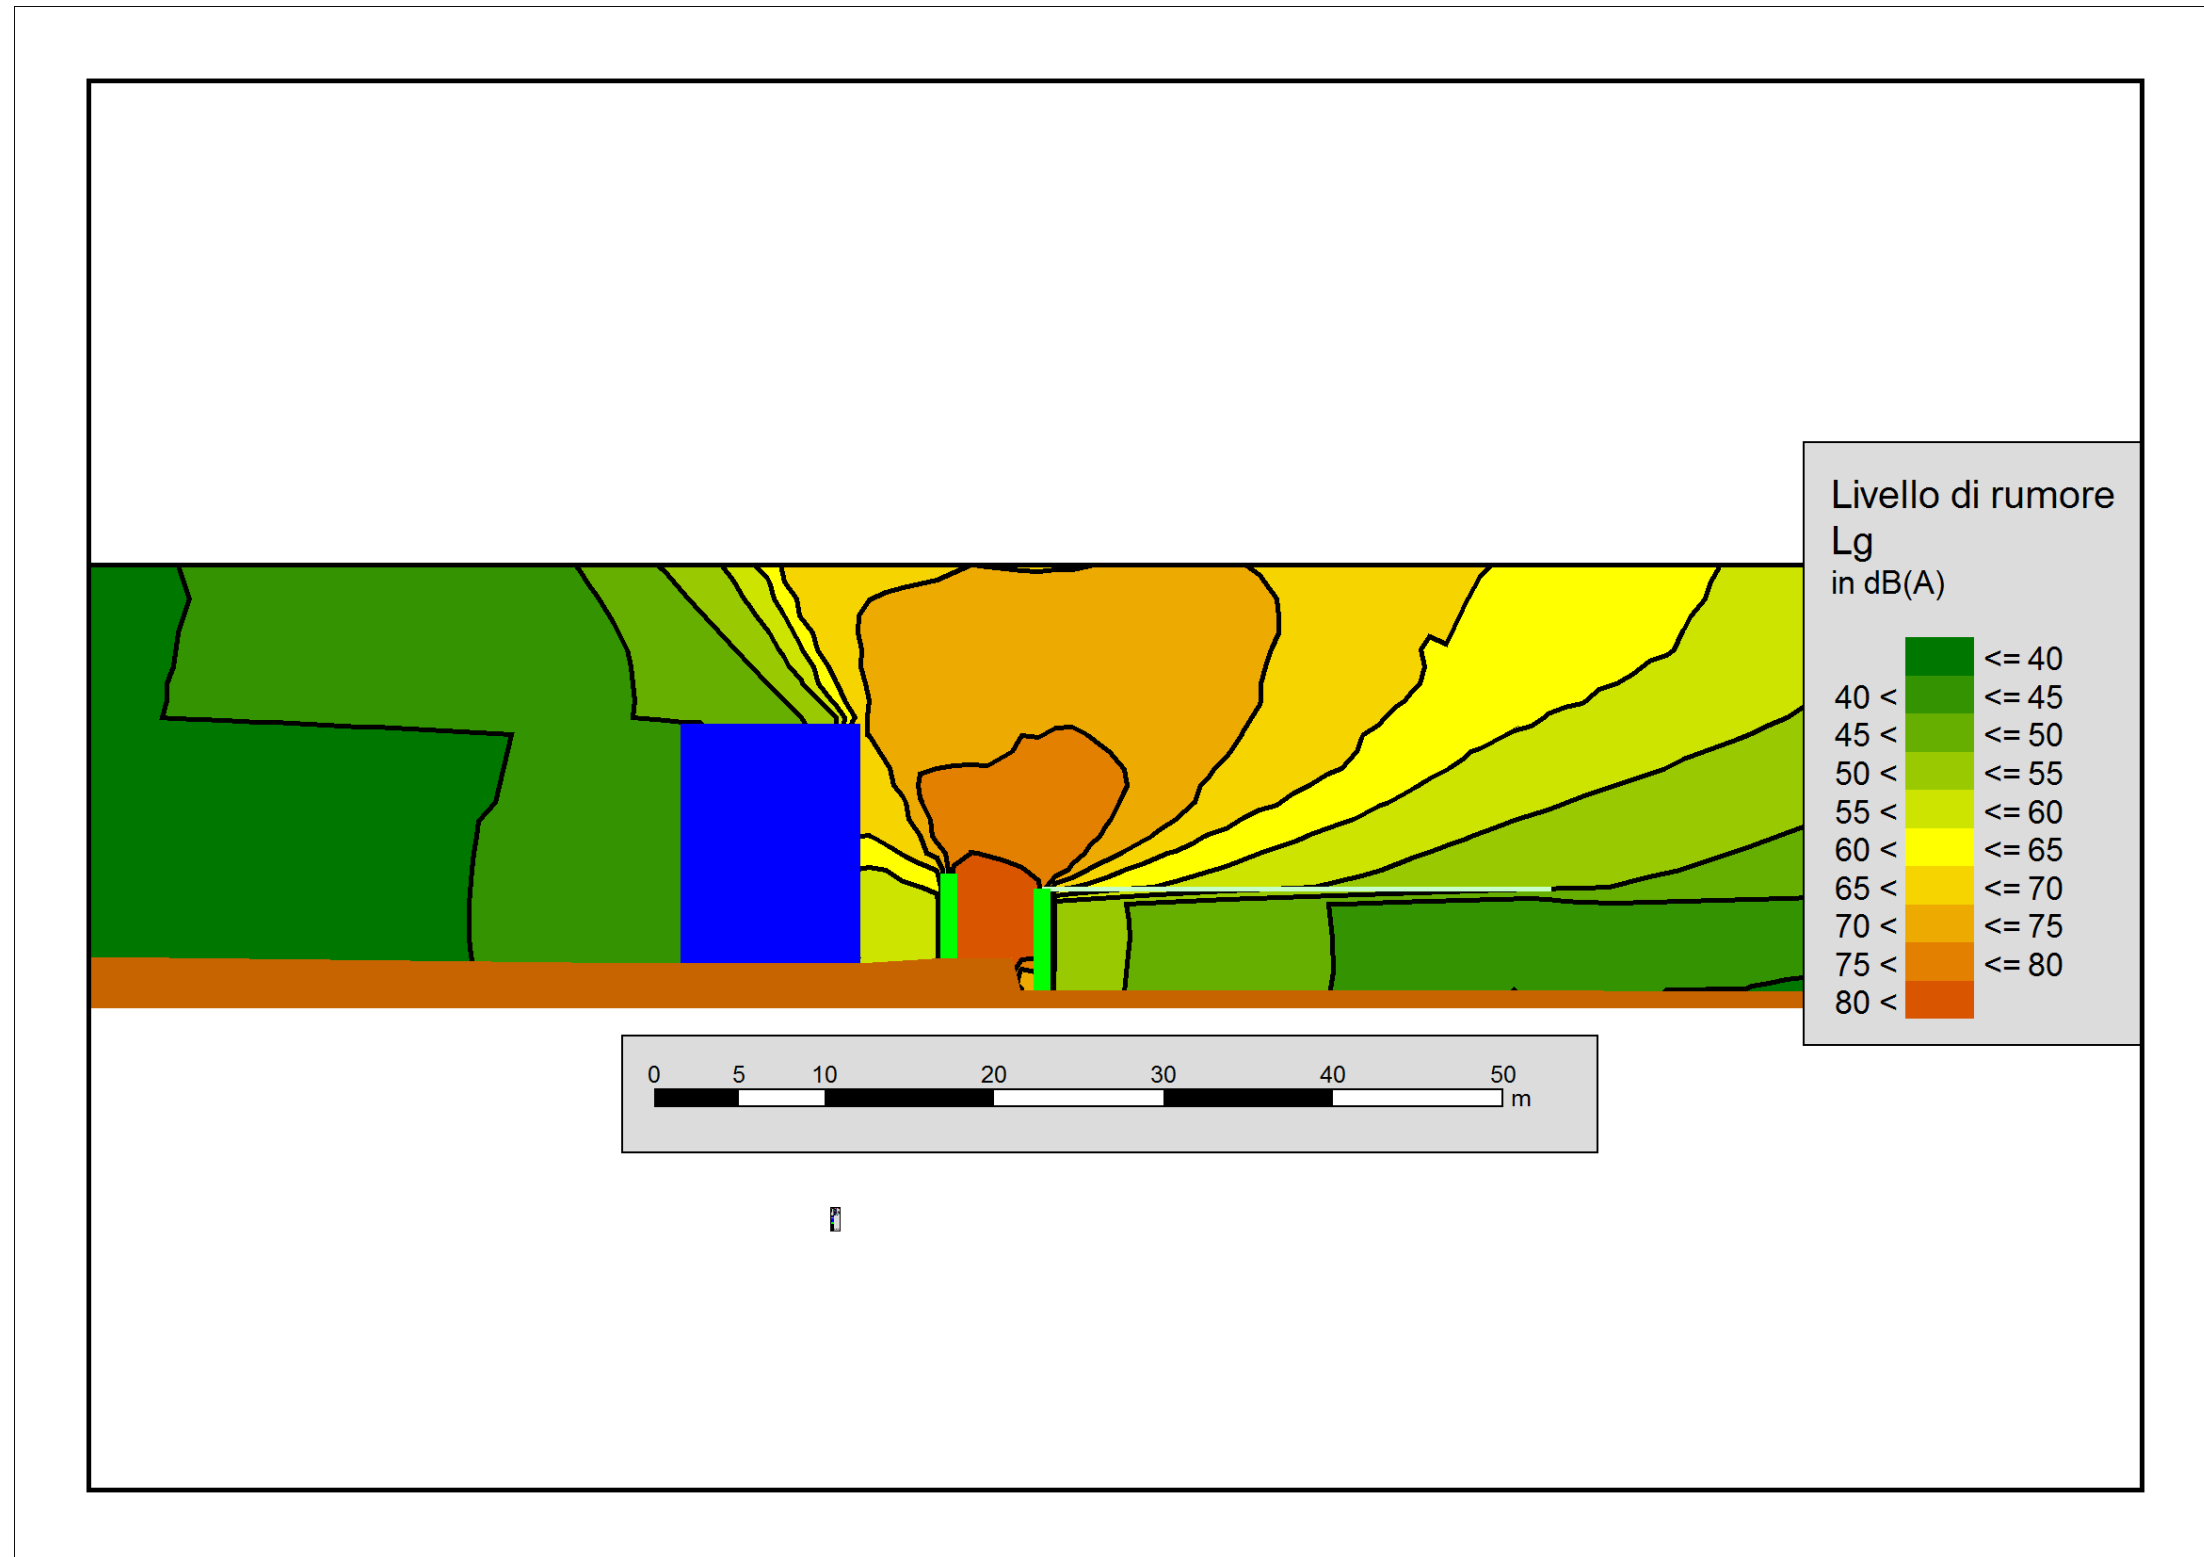 Livello di rumore
Lg
in dB(A)
<= 40
40 < <= 45
45 < <= 50
50 < <= 55
55 < <= 60
60 < <= 65
65 < <= 70
70 < <= 75
75 < <= 80
80 <
0 5 10 20 30 40 50
m